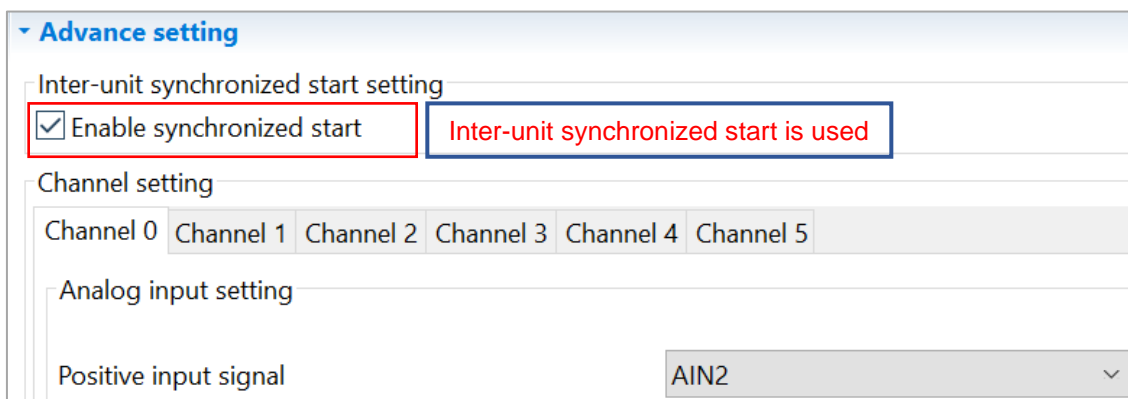 Advance setting
Inter-unit synchronized start setting
Enable synchronized start
Inter-unit synchronized start is used
Channel setting
Channel 0 Channel 1 Channel 2 Channel 3 Channel 4 Channel 5
Analog input setting
Positive input signal AIN2